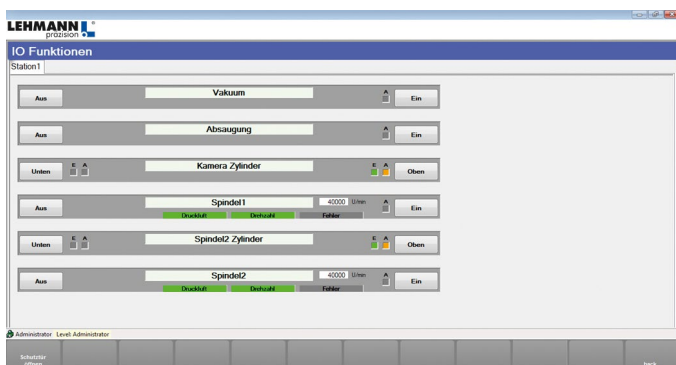 LEHMANN L®
präzision
IO Funktionen
Station1
Aus Vakuum A Ein
Aus Absaugung A Ein
Unten E A Kamera Zylinder E A Oben
Aus Spindel1 40000 U/min A Ein
Druckluft Drehzahl Fehler
Unten E A Spindel2 Zylinder E A Oben
Aus Spindel2 40000 U/min A Ein
Druckluft Drehzahl Fehler
Administrator Level: Administrator
Schutztür
öffnen
back